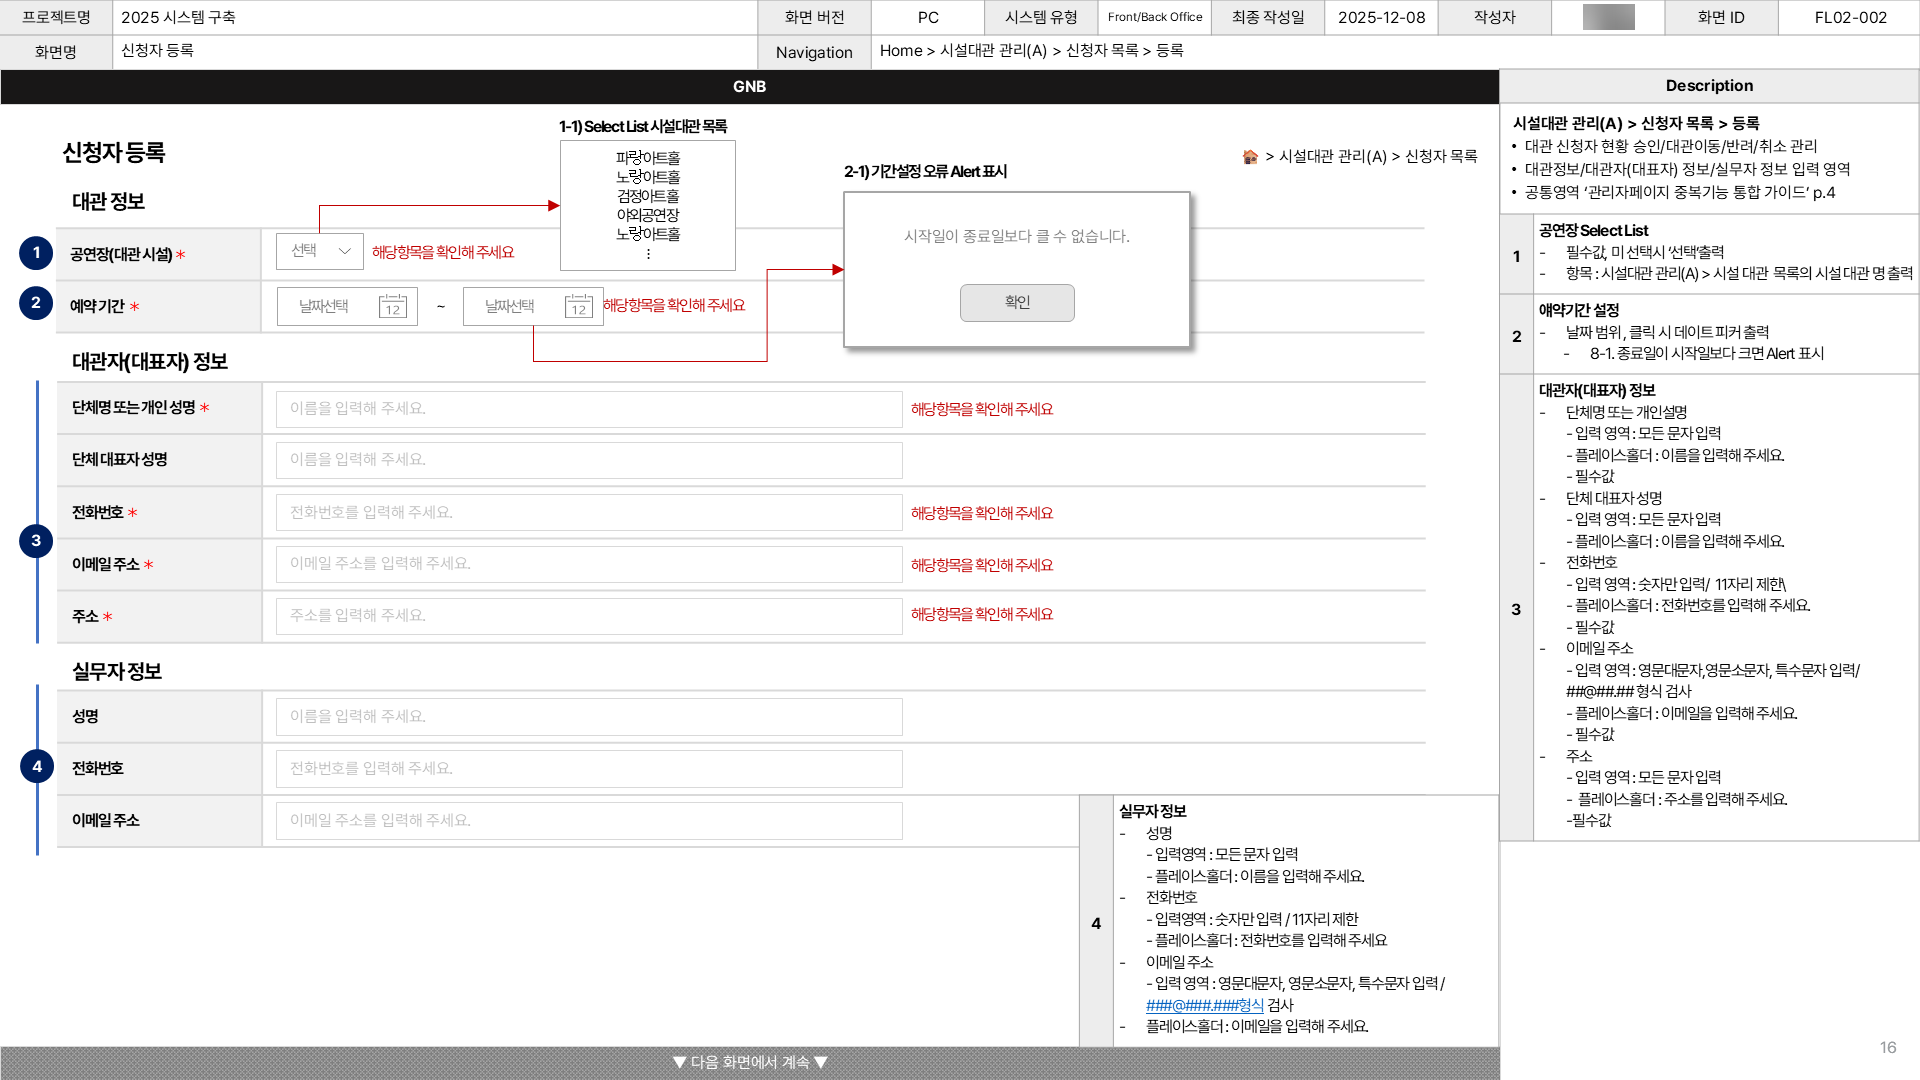 프로젝트명 2025 시스템 구축 화면 버전 PC 시스템 유형 Front/Back Office 최종 작성일 2025-12-08 작성자 화면 ID FL02-002
화면명 신청자 등록 Navigation Home > 시설대관 관리(A) > 신청자 목록 > 등록
GNB
신청자 등록
> 시설대관 관리(A) > 신청자 목록
대관 정보
1-1) Select List 시설대관 목록
파랑아트홀
노랑아트홀
검정아트홀
야외공연장
노랑아트홀
⋮
2-1) 기간설정 오류 Alert 표시
시작일이 종료일보다 클 수 없습니다.
확인
1 공연장(대관 시설) * 선택 해당항목을 확인해 주세요
2 예약 기간 * 날짜선택 12 ~ 날짜선택 12 해당항목을 확인해 주세요
대관자(대표자) 정보
3
단체명 또는 개인 성명 * 이름을 입력해 주세요. 해당항목을 확인해 주세요
단체 대표자 성명 이름을 입력해 주세요.
전화번호 * 전화번호를 입력해 주세요. 해당항목을 확인해 주세요
이메일 주소 * 이메일 주소를 입력해 주세요. 해당항목을 확인해 주세요
주소 * 주소를 입력해 주세요. 해당항목을 확인해 주세요
실무자 정보
4
성명 이름을 입력해 주세요.
전화번호 전화번호를 입력해 주세요.
이메일 주소 이메일 주소를 입력해 주세요.
4
실무자 정보
- 성명
- 입력영역 : 모든 문자 입력
- 플레이스홀더 : 이름을 입력해 주세요.
- 전화번호
- 입력영역 : 숫자만 입력 / 11자리 제한
- 플레이스홀더 : 전화번호를 입력해 주세요
- 이메일 주소
- 입력 영역 : 영문대문자, 영문소문자, 특수문자 입력 /
###@###.###형식 검사
- 플레이스홀더 : 이메일을 입력해 주세요.
▼ 다음 화면에서 계속 ▼
Description
시설대관 관리(A) > 신청자 목록 > 등록
• 대관 신청자 현황 승인/대관이동/반려/취소 관리
• 대관정보/대관자(대표자) 정보/실무자 정보 입력 영역
• 공통영역 ‘관리자페이지 중복기능 통합 가이드’ p.4
1
공연장 Select List
- 필수값, 미 선택시 ‘선택’출력
- 항목 : 시설대관 관리(A) > 시설 대관 목록의 시설 대관 명 출력
2
얘약기간 설정
- 날짜 범위 , 클릭 시 데이트 피커 출력
- 8-1. 종료일이 시작일보다 크면 Alert 표시
3
대관자(대표자) 정보
- 단체명 또는 개인설명
- 입력 영역 : 모든 문자 입력
- 플레이스홀더 : 이름을 입력해 주세요.
- 필수값
- 단체 대표자 성명
- 입력 영역 : 모든 문자 입력
- 플레이스홀더 : 이름을 입력해 주세요.
- 전화번호
- 입력 영역 : 숫자만 입력/ 11자리 제한\
- 플레이스홀더 : 전화번호를 입력해 주세요.
- 필수값
- 이메일 주소
- 입력 영역 : 영문대문자,영문소문자, 특수문자 입력/
##@##.## 형식 검사
- 플레이스홀더 : 이메일을 입력해 주세요.
- 필수값
- 주소
- 입력 영역 : 모든 문자 입력
- 플레이스홀더 : 주소를 입력해 주세요.
-필수값
16